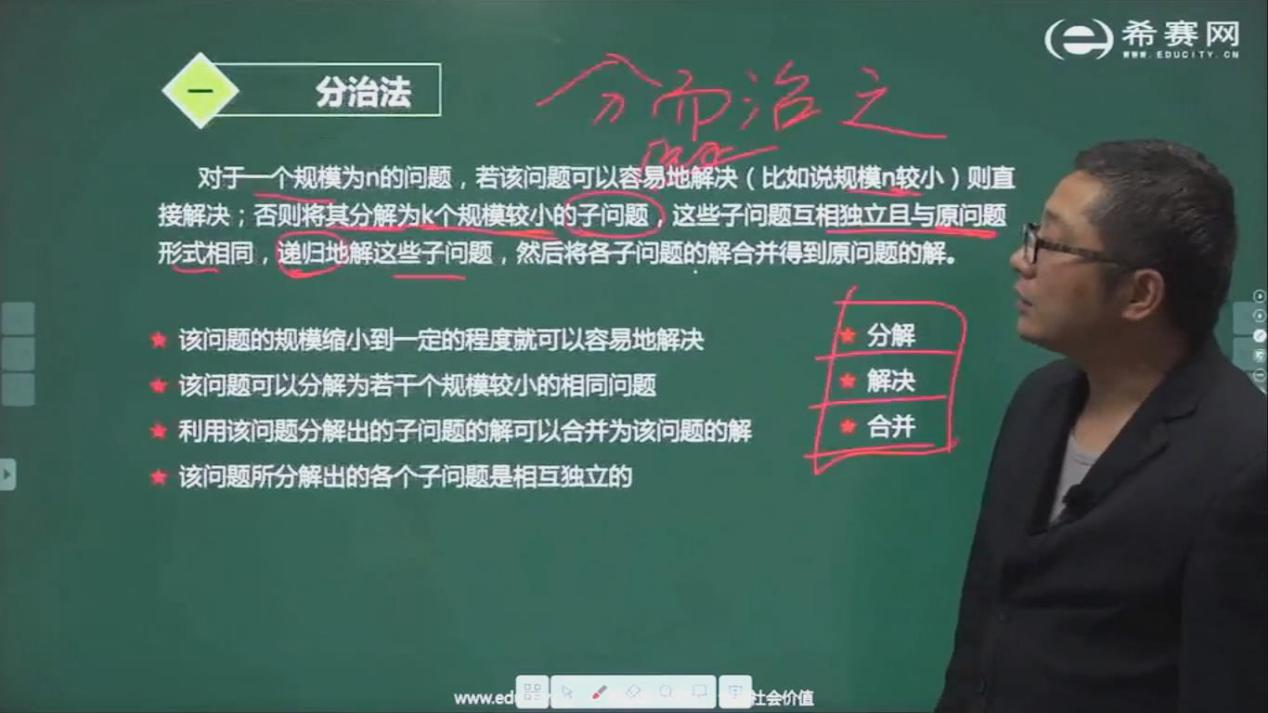 希赛网
WWW.EDUCITY.CN
一
分治法
分而治之
对于一个规模为n的问题，若该问题可以容易地解决（比如说规模n较小）则直
接解决；否则将其分解为k个规模较小的子问题，这些子问题互相独立且与原问题
形式相同，递归地解这些子问题，然后将各子问题的解合并得到原问题的解。
该问题的规模缩小到一定的程度就可以容易地解决
该问题可以分解为若干个规模较小的相同问题
利用该问题分解出的子问题的解可以合并为该问题的解
该问题所分解出的各个子问题是相互独立的
分解
解决
合并
www.edu
社会价值